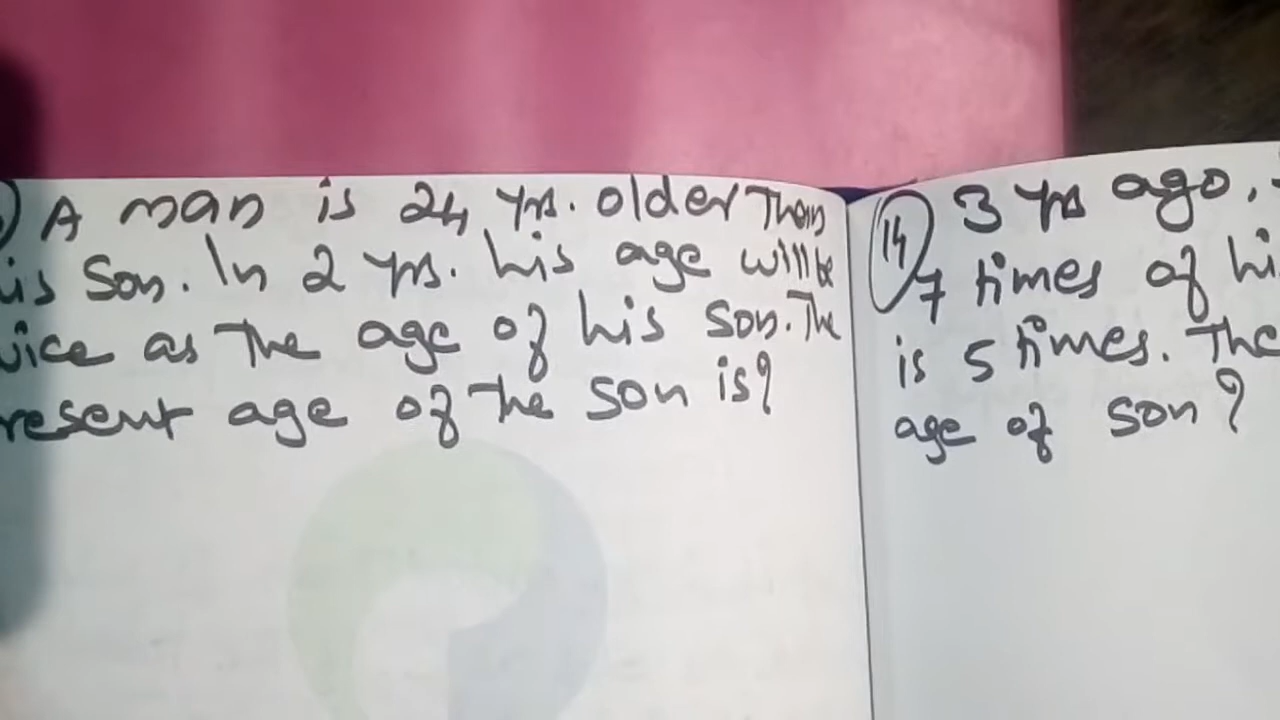 A man is 24 yrs. older Than
is Son. In 2 yrs. his age will be
ice as The age of his son. The
resent age of The son is?
14 3 yrs ago,
7 times of hi
is 5 times. The
age of son?